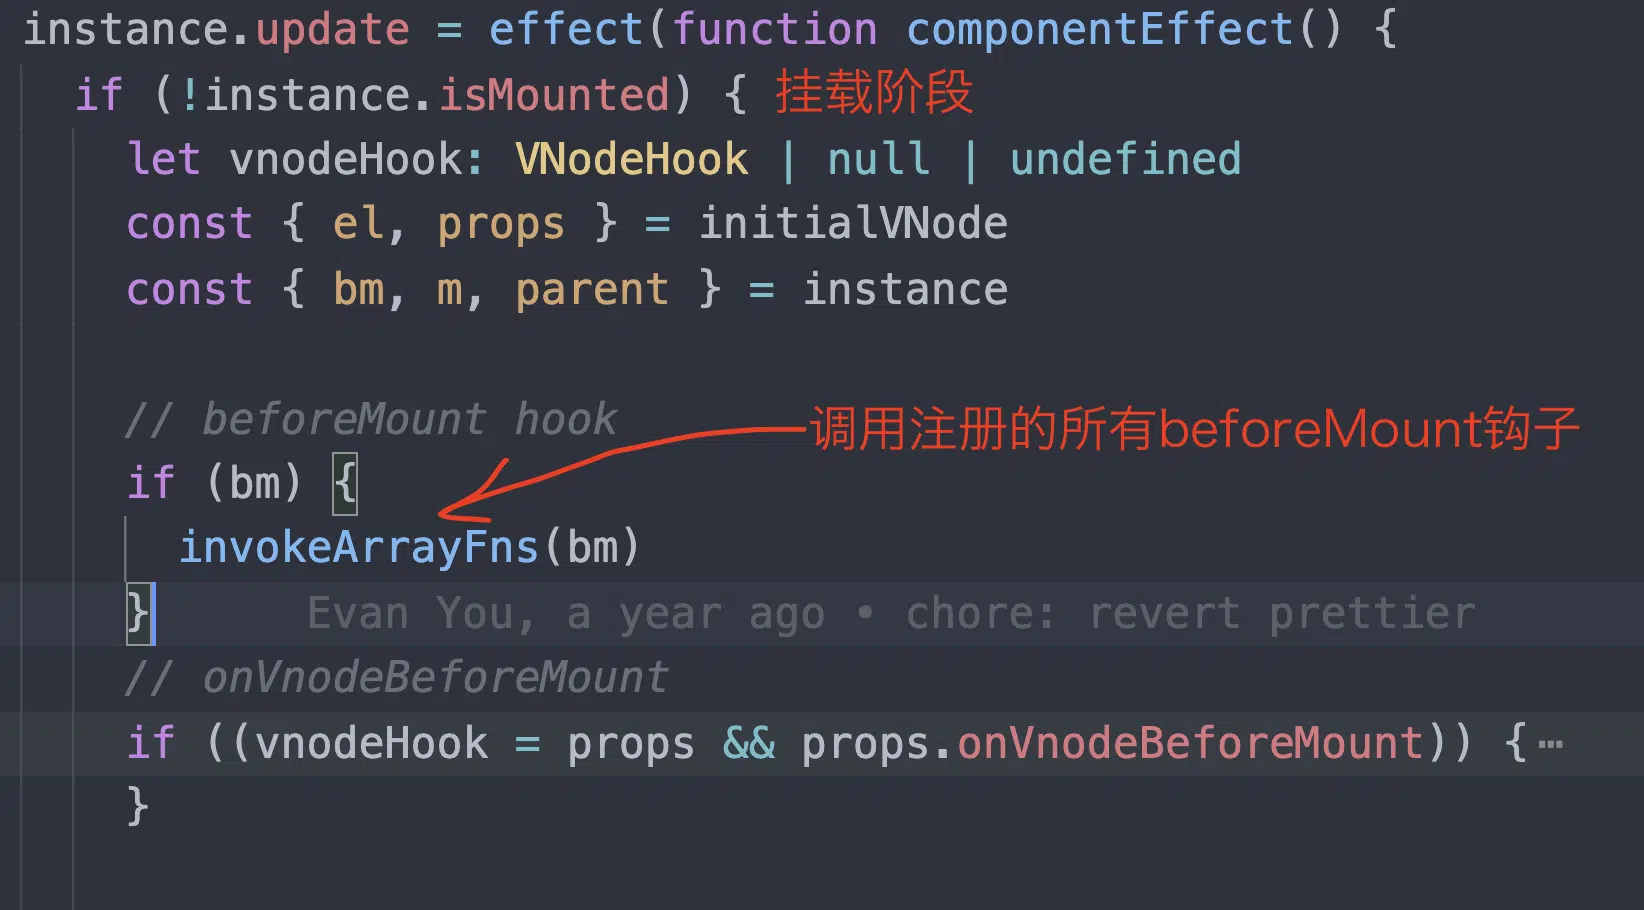 instance.update = effect(function componentEffect() {
if (!instance.isMounted) { 挂载阶段
let vnodeHook: VNodeHook | null | undefined
const { el, props } = initialVNode
const { bm, m, parent } = instance
// beforeMount hook
调用注册的所有beforeMount钩子
if (bm) {
invokeArrayFns(bm)
} Evan You, a year ago • chore: revert prettier
// onVnodeBeforeMount
if ((vnodeHook = props && props.onVnodeBeforeMount)) {…
}